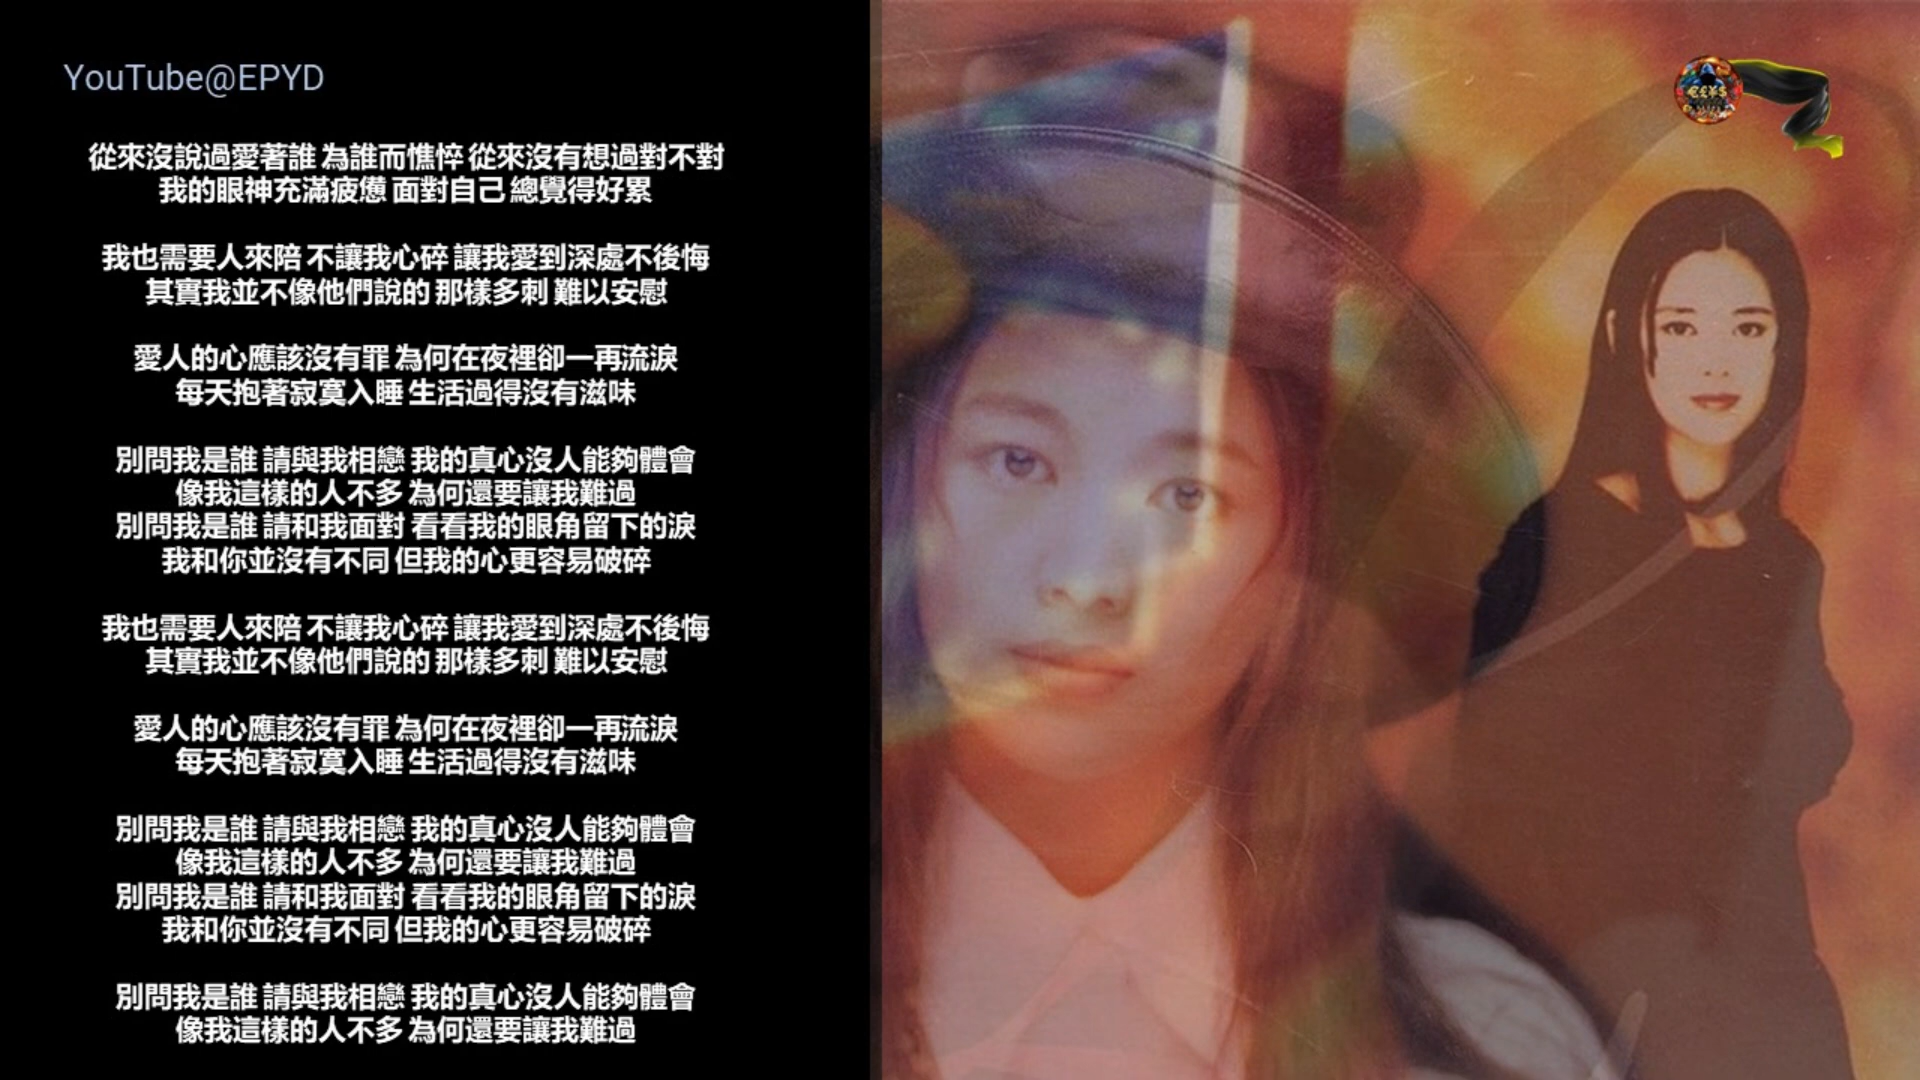 YouTube@EPYD
從來沒說過愛著誰 為誰而憔悴 從來沒有想過對不對
我的眼神充滿疲憊 面對自己 總覺得好累
我也需要人來陪 不讓我心碎 讓我愛到深處不後悔
其實我並不像他們說的 那樣多刺 難以安慰
愛人的心應該沒有罪 為何在夜裡卻一再流淚
每天抱著寂寞入睡 生活過得沒有滋味
別問我是誰 請與我相戀 我的真心沒人能夠體會
像我這樣的人不多 為何還要讓我難過
別問我是誰 請和我面對 看看我的眼角留下的淚
我和你並沒有不同 但我的心更容易破碎
我也需要人來陪 不讓我心碎 讓我愛到深處不後悔
其實我並不像他們說的 那樣多刺 難以安慰
愛人的心應該沒有罪 為何在夜裡卻一再流淚
每天抱著寂寞入睡 生活過得沒有滋味
別問我是誰 請與我相戀 我的真心沒人能夠體會
像我這樣的人不多 為何還要讓我難過
別問我是誰 請和我面對 看看我的眼角留下的淚
我和你並沒有不同 但我的心更容易破碎
別問我是誰 請與我相戀 我的真心沒人能夠體會
像我這樣的人不多 為何還要讓我難過